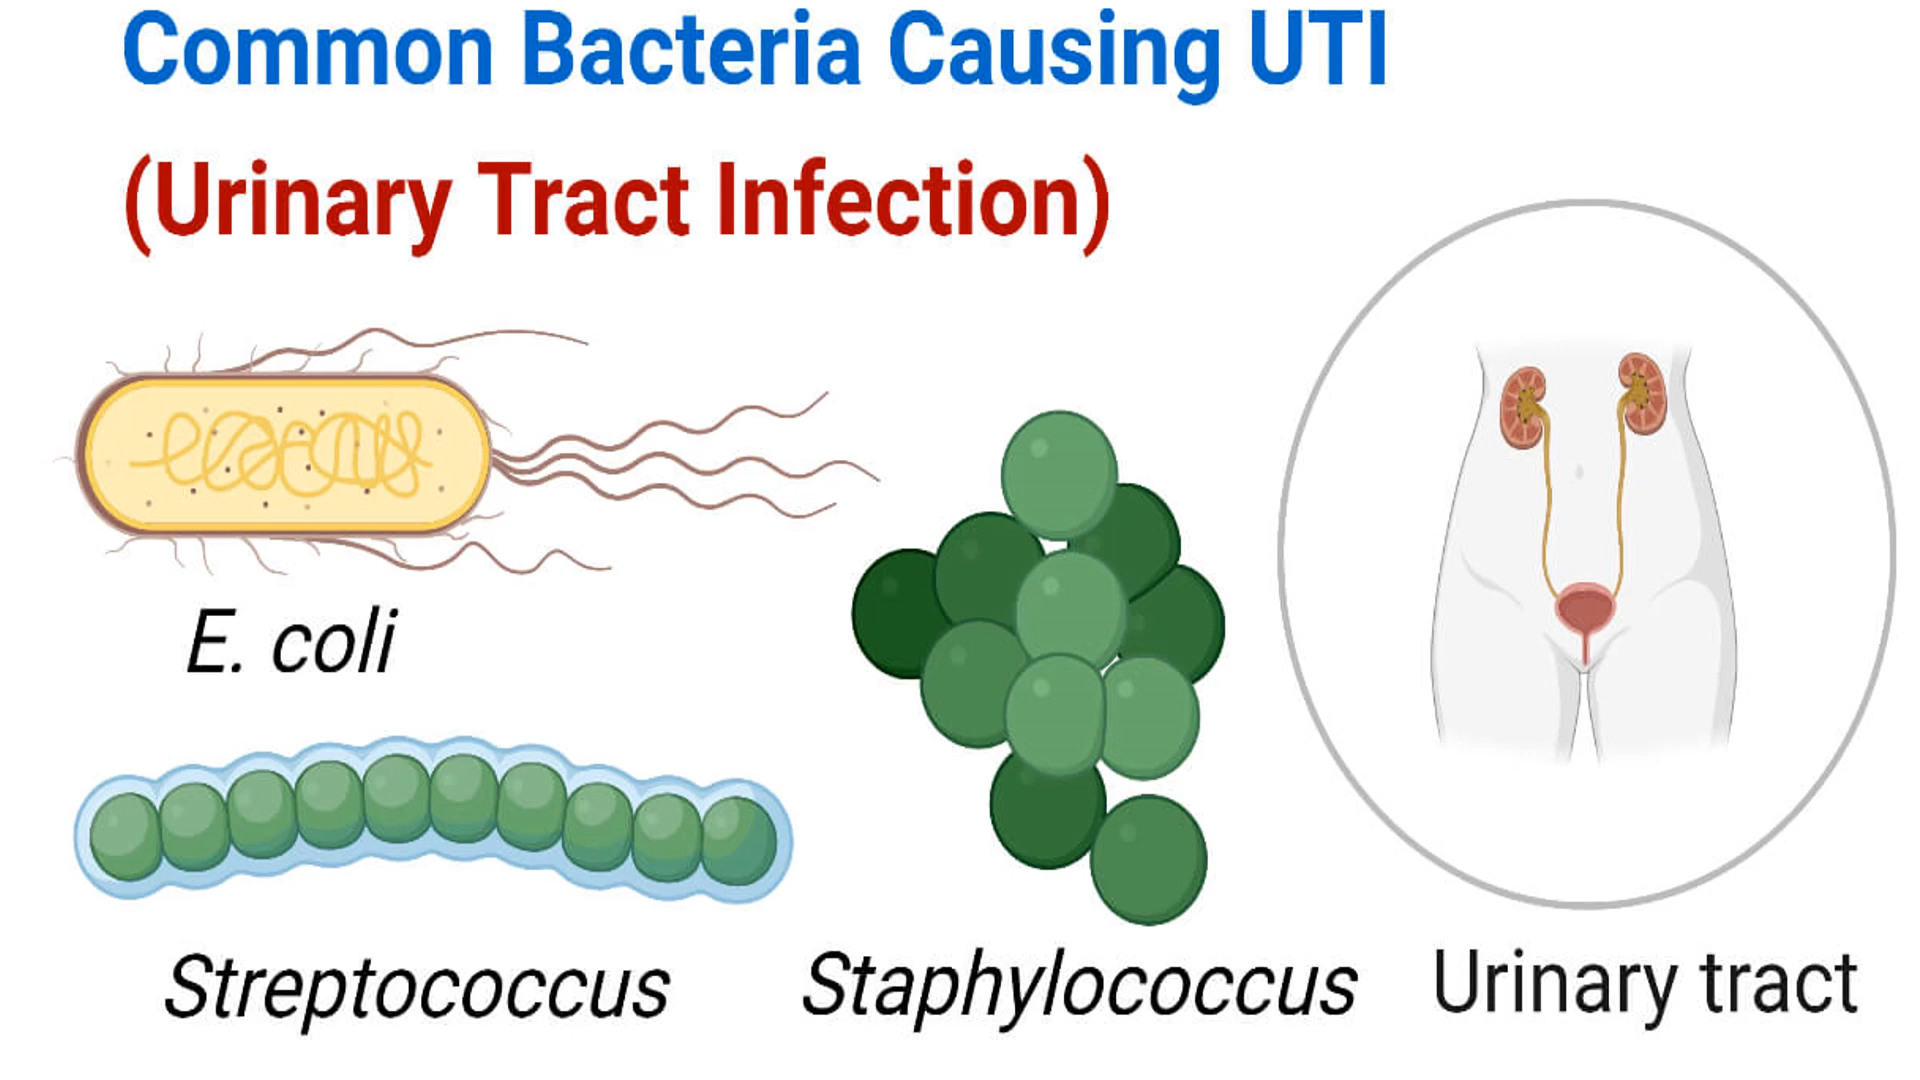 Common Bacteria Causing UTI
(Urinary Tract Infection)
E. coli
Streptococcus
Staphylococcus
Urinary tract